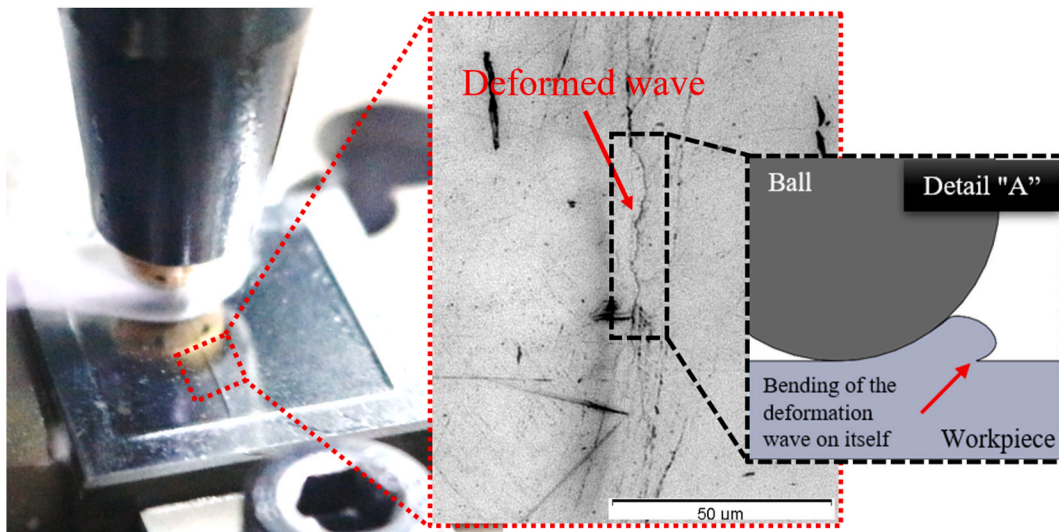 Deformed wave
Ball
Detail "A”
Bending of the
deformation
wave on itself
Workpiece
50 um